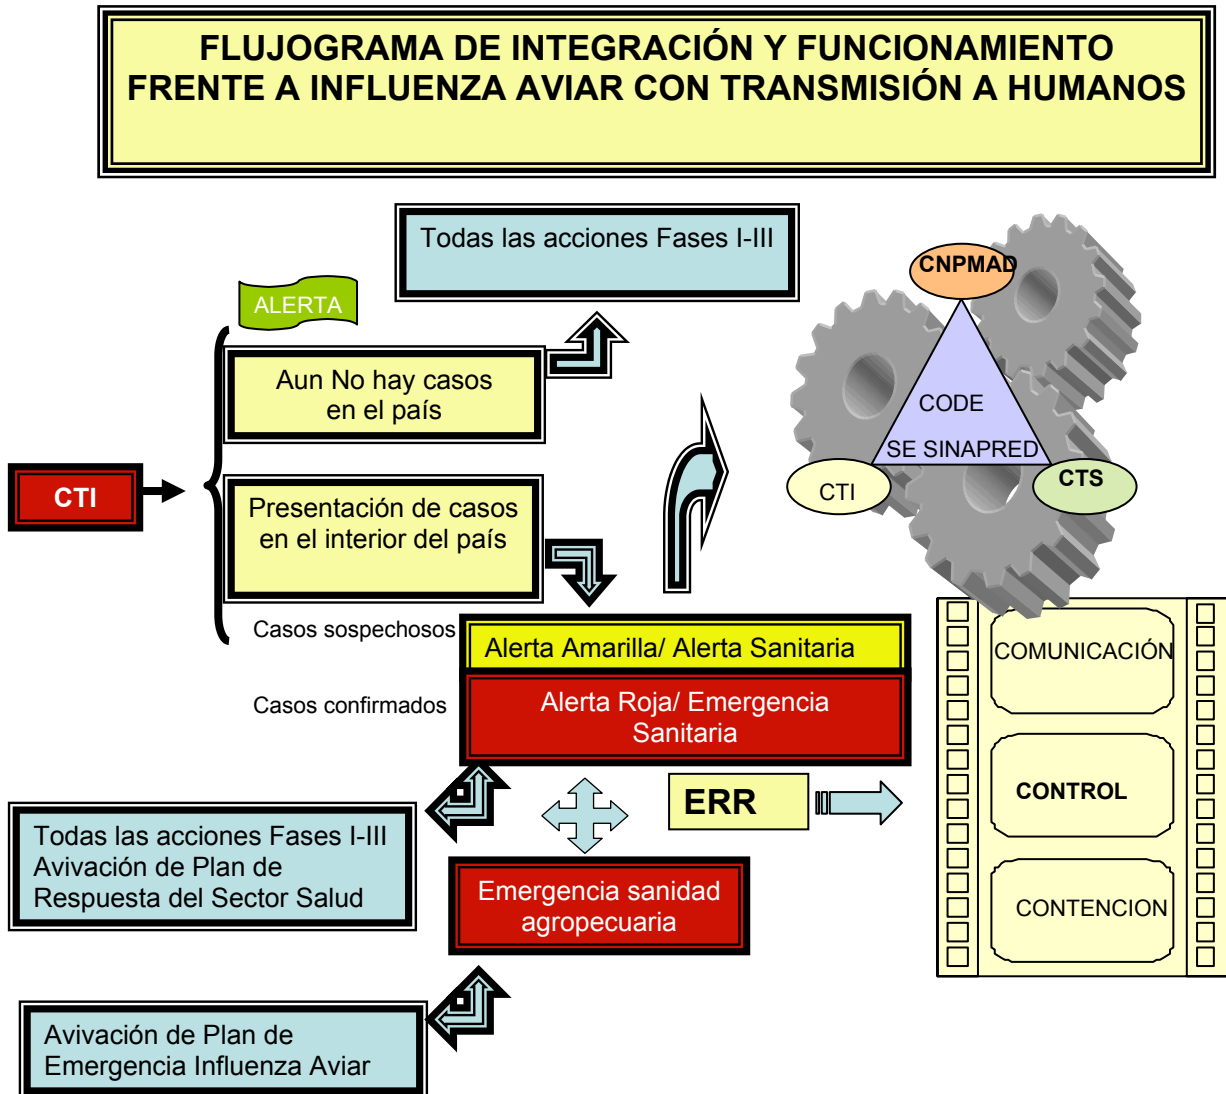 FLUJOGRAMA DE INTEGRACIÓN Y FUNCIONAMIENTO
FRENTE A INFLUENZA AVIAR CON TRANSMISIÓN A HUMANOS
Todas las acciones Fases I-III
ALERTA
Aun No hay casos
en el país
CTI
Presentación de casos
en el interior del país
CNPMAD
CODE
SE SINAPRED
CTI
CTS
Casos sospechosos
Alerta Amarilla/ Alerta Sanitaria
Casos confirmados
Alerta Roja/ Emergencia
Sanitaria
ERR
COMUNICACIÓN
CONTROL
CONTENCION
Todas las acciones Fases I-III
Avivación de Plan de
Respuesta del Sector Salud
Emergencia sanidad
agropecuaria
Avivación de Plan de
Emergencia Influenza Aviar